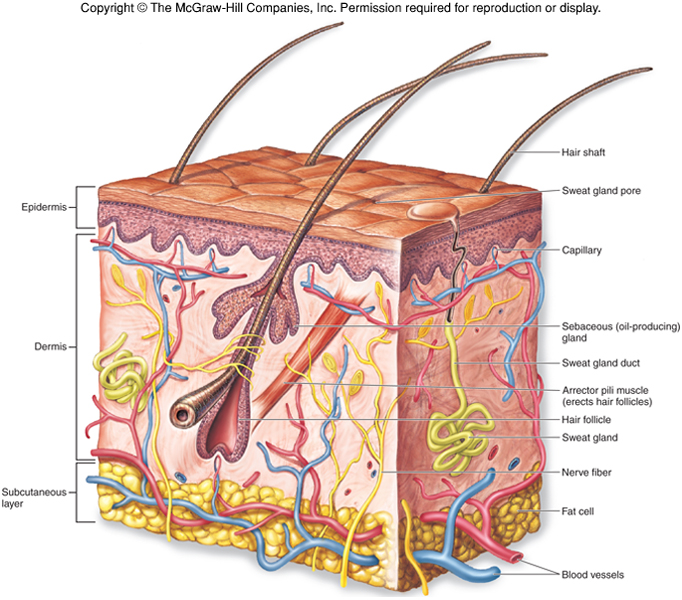 Copyright © The McGraw-Hill Companies, Inc. Permission required for reproduction or display.
Hair shaft
Sweat gland pore
Epidermis
Capillary
Sebaceous (oil-producing)
gland
Dermis
Sweat gland duct
Arrector pili muscle
(erects hair follicles)
Hair follicle
Sweat gland
Nerve fiber
Subcutaneous
layer
Fat cell
Blood vessels